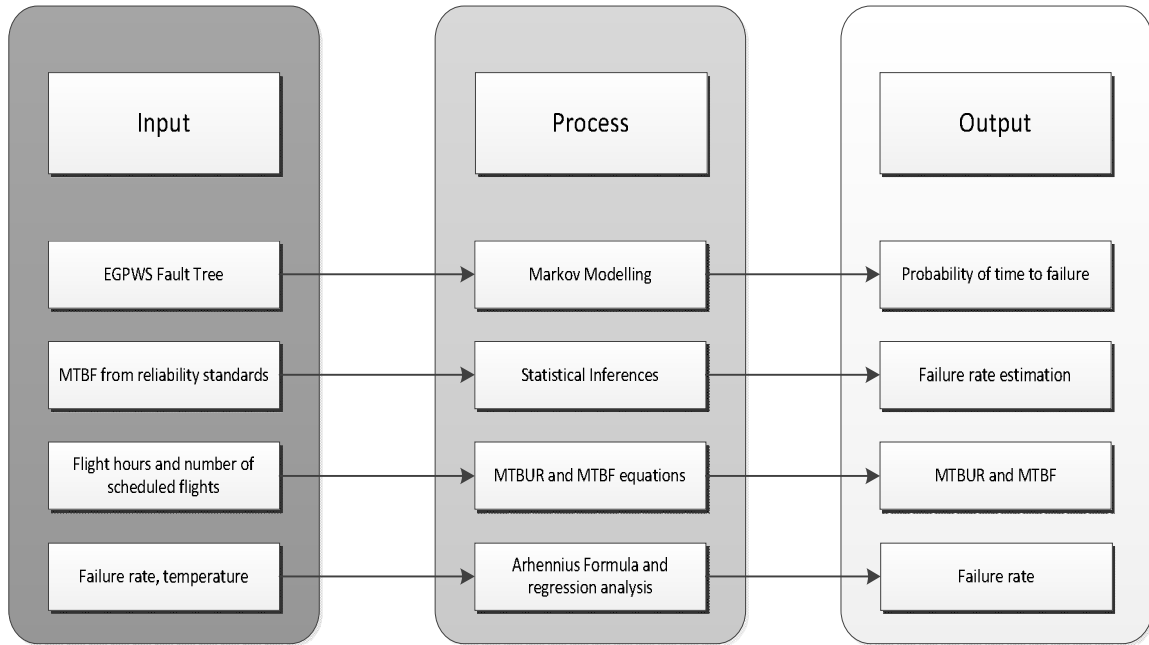 Input
Process
Output
EGPWS Fault Tree
Markov Modelling
Probability of time to failure
MTBF from reliability standards
Statistical Inferences
Failure rate estimation
Flight hours and number of
scheduled flights
MTBUR and MTBF equations
MTBUR and MTBF
Failure rate, temperature
Arhennius Formula and
regression analysis
Failure rate